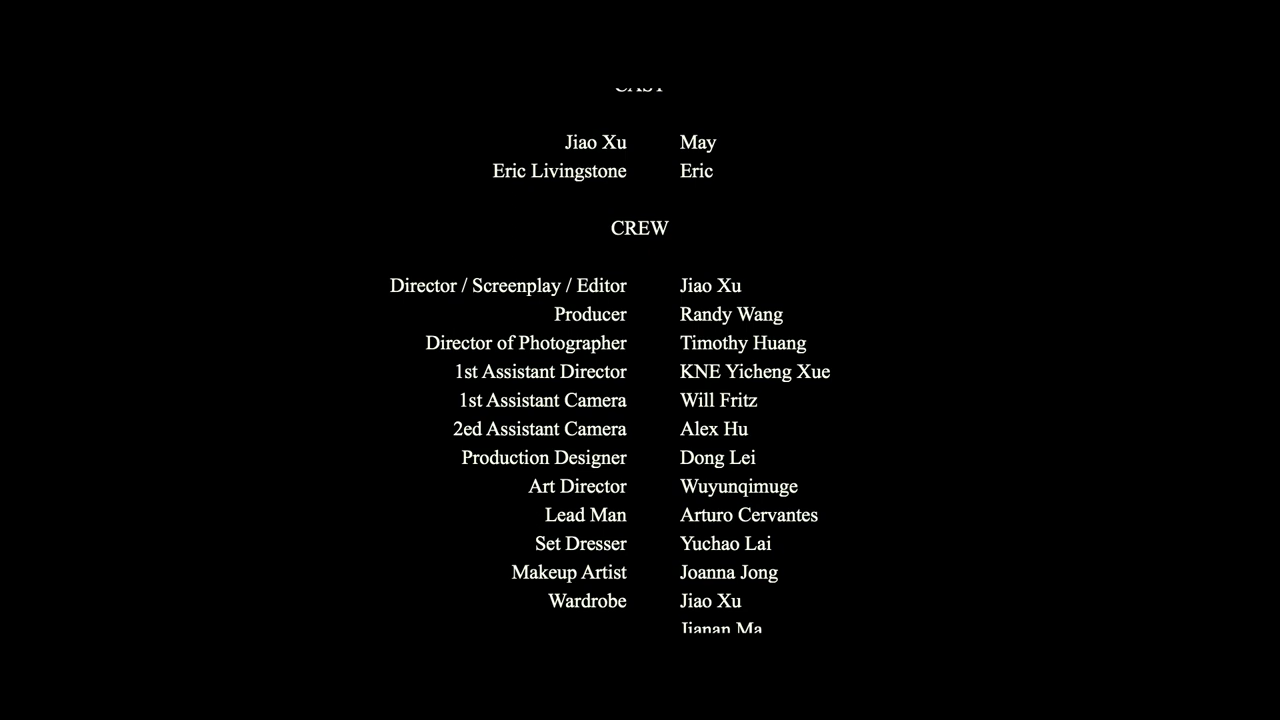 CAST
Jiao Xu May
Eric Livingstone Eric
CREW
Director / Screenplay / Editor Jiao Xu
Producer Randy Wang
Director of Photographer Timothy Huang
1st Assistant Director KNE Yicheng Xue
1st Assistant Camera Will Fritz
2ed Assistant Camera Alex Hu
Production Designer Dong Lei
Art Director Wuyunqimuge
Lead Man Arturo Cervantes
Set Dresser Yuchao Lai
Makeup Artist Joanna Jong
Wardrobe Jiao Xu
Jianan Ma